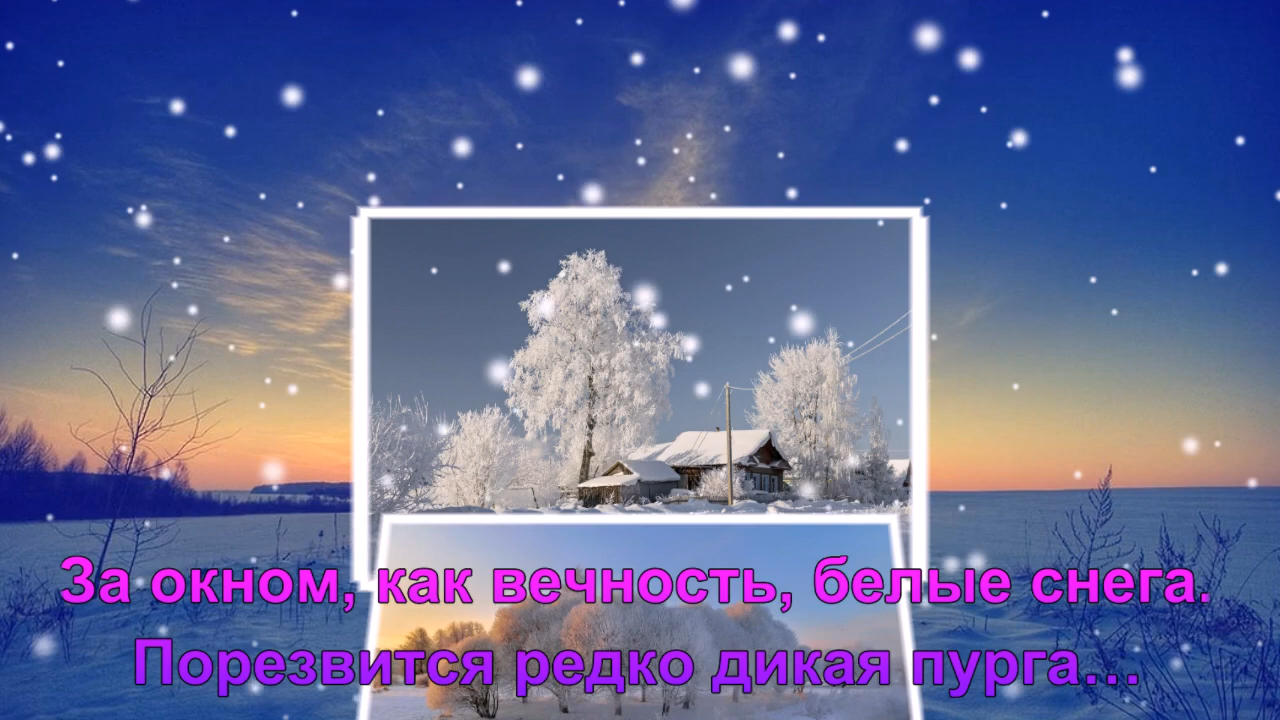 За окном, как вечность, белые снега.
Порезвится редко дикая пурга...